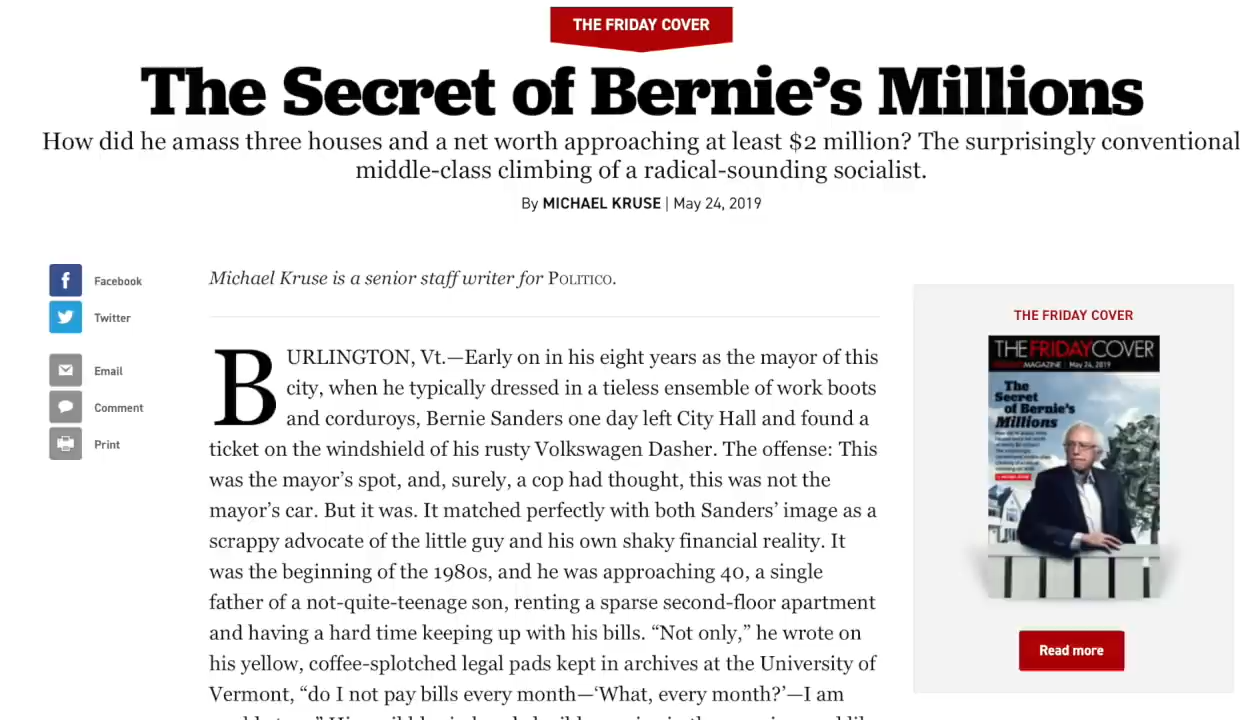 THE FRIDAY COVER
The Secret of Bernie's Millions
How did he amass three houses and a net worth approaching at least $2 million? The surprisingly conventional
middle-class climbing of a radical-sounding socialist.
By MICHAEL KRUSE | May 24, 2019
Facebook
Twitter
Email
Comment
Print
Michael Kruse is a senior staff writer for POLITICO.
BURLINGTON, Vt.—Early on in his eight years as the mayor of this
city, when he typically dressed in a tieless ensemble of work boots
and corduroys, Bernie Sanders one day left City Hall and found a
ticket on the windshield of his rusty Volkswagen Dasher. The offense: This
was the mayor's spot, and, surely, a cop had thought, this was not the
mayor's car. But it was. It matched perfectly with both Sanders' image as a
scrappy advocate of the little guy and his own shaky financial reality. It
was the beginning of the 1980s, and he was approaching 40, a single
father of a not-quite-teenage son, renting a sparse second-floor apartment
and having a hard time keeping up with his bills. “Not only,” he wrote on
his yellow, coffee-splotched legal pads kept in archives at the University of
Vermont, “do I not pay bills every month—‘What, every month?’—I am
THE FRIDAY COVER
THE FRIDAY COVER
MAGAZINE | May 24, 2019
The
Secret
of Bernie's
Millions
Read more